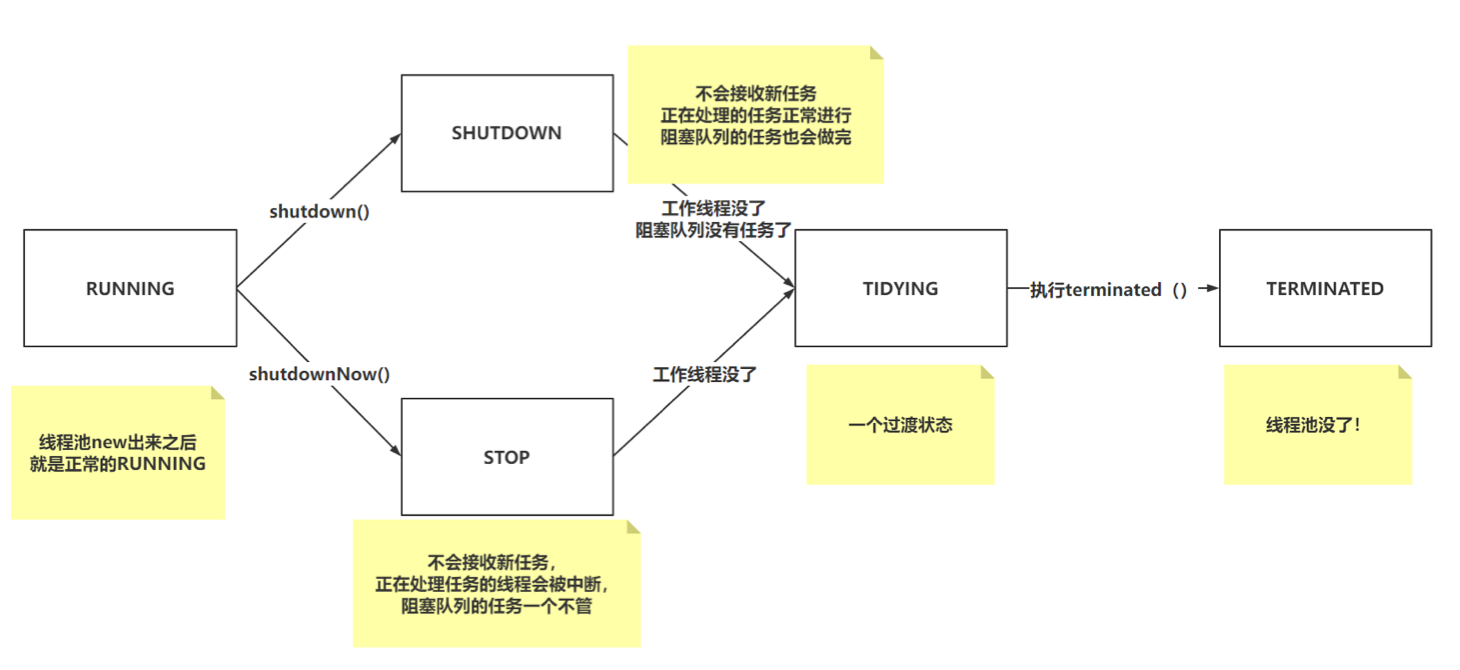 不会接收新任务
正在处理的任务正常进行
阻塞队列的任务也会做完
SHUTDOWN
shutdown()
工作线程没了
阻塞队列没有任务了
RUNNING
TIDYING
执行terminated（）
TERMINATED
shutdownNow()
工作线程没了
线程池new出来之后
就是正常的RUNNING
STOP
一个过渡状态
线程池没了！
不会接收新任务，
正在处理任务的线程会被中断，
阻塞队列的任务一个不管